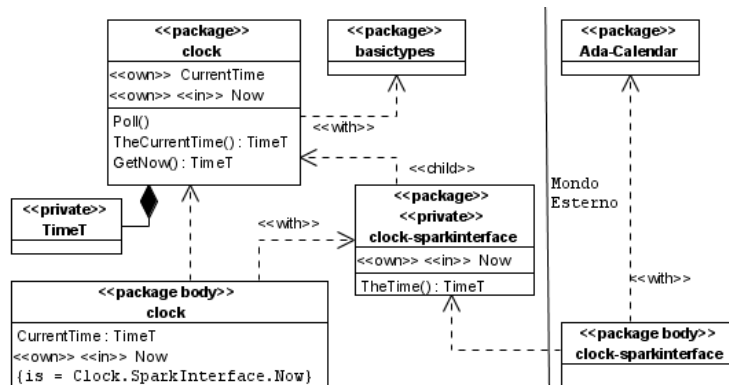 <<package>>
clock
<<own>> CurrentTime
<<own>> <<in>> Now
Poll()
TheCurrentTime() : TimeT
GetNow() : TimeT
<<package>>
basictypes
<<package>>
Ada-Calendar
<<with>>
<<child>>
<<private>>
TimeT
<<with>>
<<package>>
<<private>>
clock-sparkinterface
<<own>> <<in>> Now
TheTime() : TimeT
Mondo
Esterno
<<with>>
<<package body>>
clock
CurrentTime : TimeT
<<own>> <<in>> Now
{is = Clock.SparkInterface.Now}
<<package body>>
clock-sparkinterface